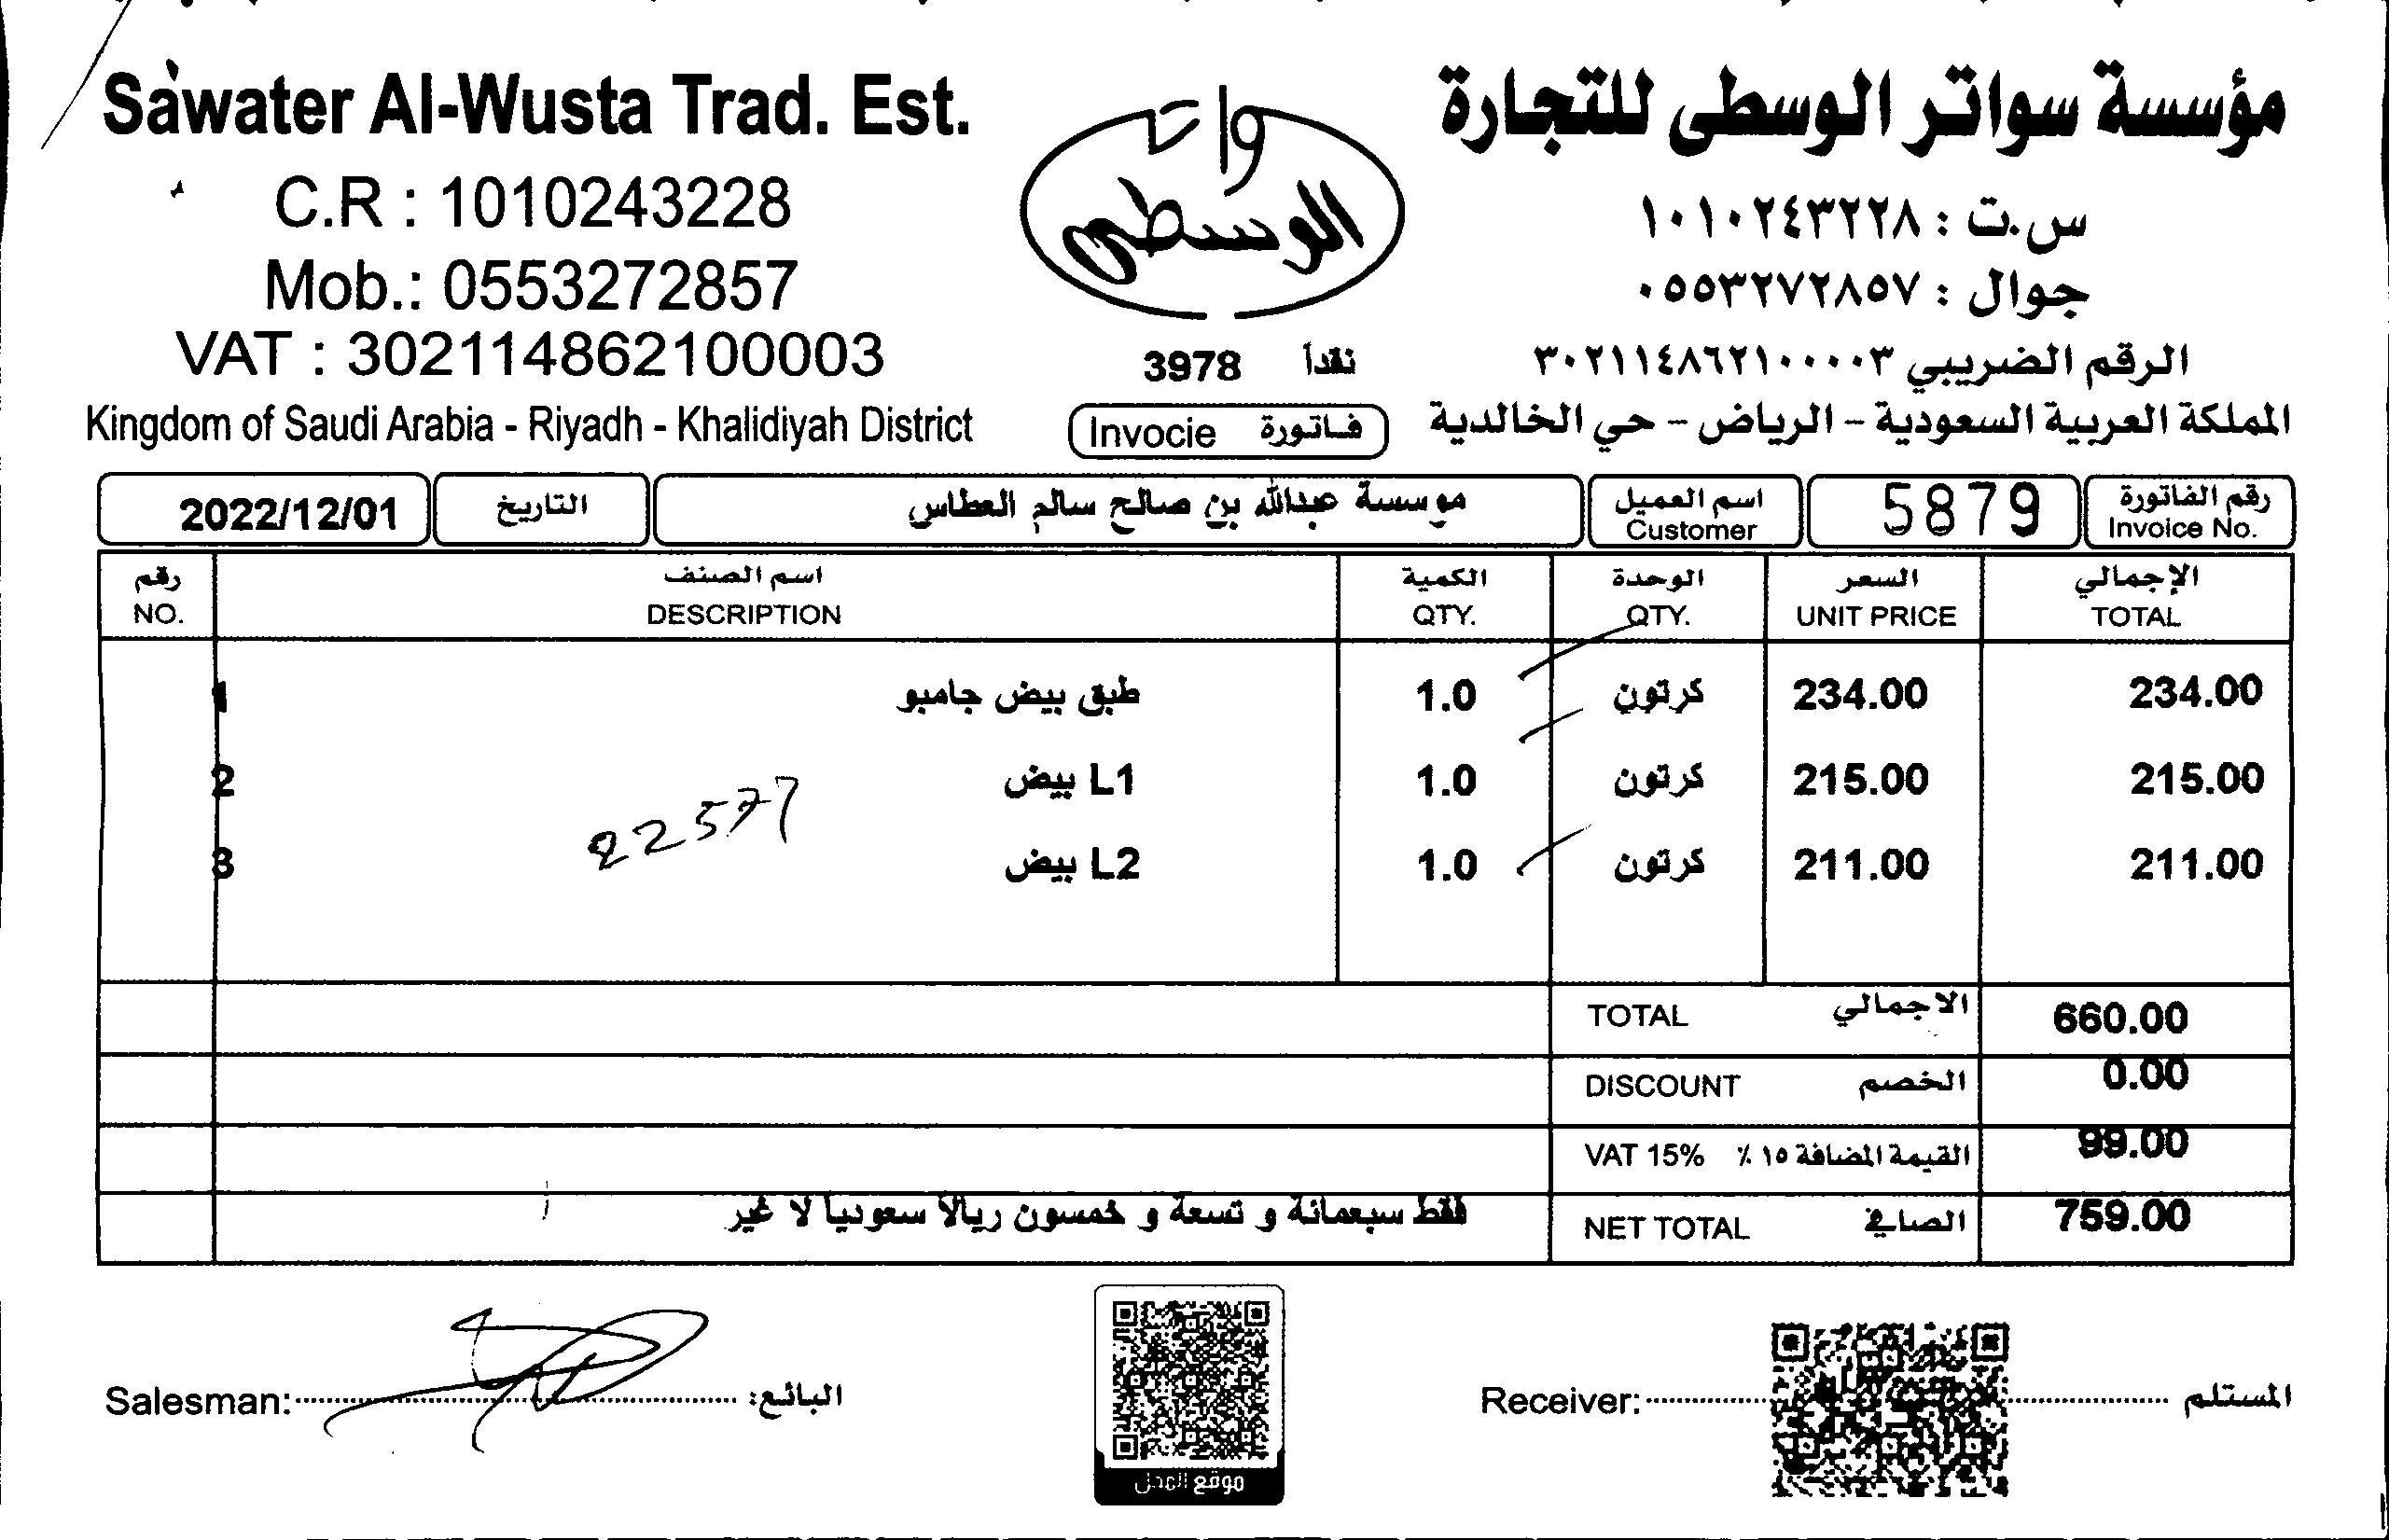 Sawater Al-Wusta Trad. Est.
C.R : 1010243228
Mob.: 0553272857
VAT : 302114862100003
Kingdom of Saudi Arabia - Riyadh - Khalidiyah District
الوسطى
3978 نقداً
Invocie فاتورة
مؤسسة سواتر الوسطى للتجارة
س.ت : ١٠١٠٢٤٣٢٢٨
جوال : ٠٥٥٣٢٧٢٨٥٧
الرقم الضريبي ٣٠٢١١٤٨٦٢١٠٠٠٠٣
المملكة العربية السعودية - الرياض - حي الخالدية
رقم الفاتورة Invoice No. 5879 اسم العميل Customer موسسة عبدالله بن صالح سالم العطاس التاريخ 2022/12/01
رقم اسم الصنف الكمية الوحدة السعر الإجمالي
NO. DESCRIPTION QTY. QTY. UNIT PRICE TOTAL
1 طبق بيض جامبو 1.0 كرتون 234.00 234.00
2 بيض L1 1.0 كرتون 215.00 215.00
22577
3 بيض L2 1.0 كرتون 211.00 211.00
TOTAL الاجمالي 660.00
DISCOUNT الخصم 0.00
VAT 15% القيمة المضافة ١٥ ٪ 99.00
فقط سبعمائة و تسعة و خمسون ريالاً سعودياً لا غير NET TOTAL الصافي 759.00
Salesman: البائع: Receiver: المستلم
موقع المحل